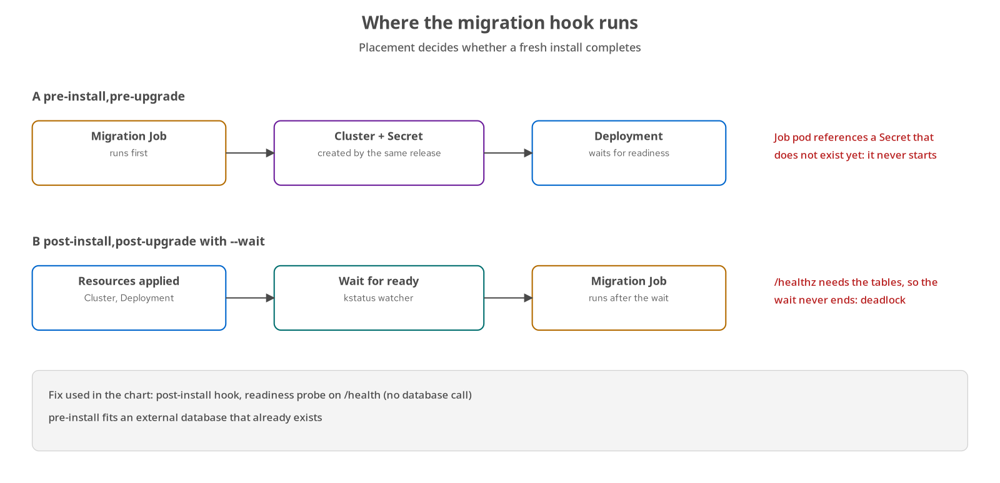 Where the migration hook runs
Placement decides whether a fresh install completes
A pre-install,pre-upgrade
Migration Job
runs first
Cluster + Secret
created by the same release
Deployment
waits for readiness
Job pod references a Secret that
does not exist yet: it never starts
B post-install,post-upgrade with --wait
Resources applied
Cluster, Deployment
Wait for ready
kstatus watcher
Migration Job
runs after the wait
/healthz needs the tables, so the
wait never ends: deadlock
Fix used in the chart: post-install hook, readiness probe on /health (no database call)
pre-install fits an external database that already exists